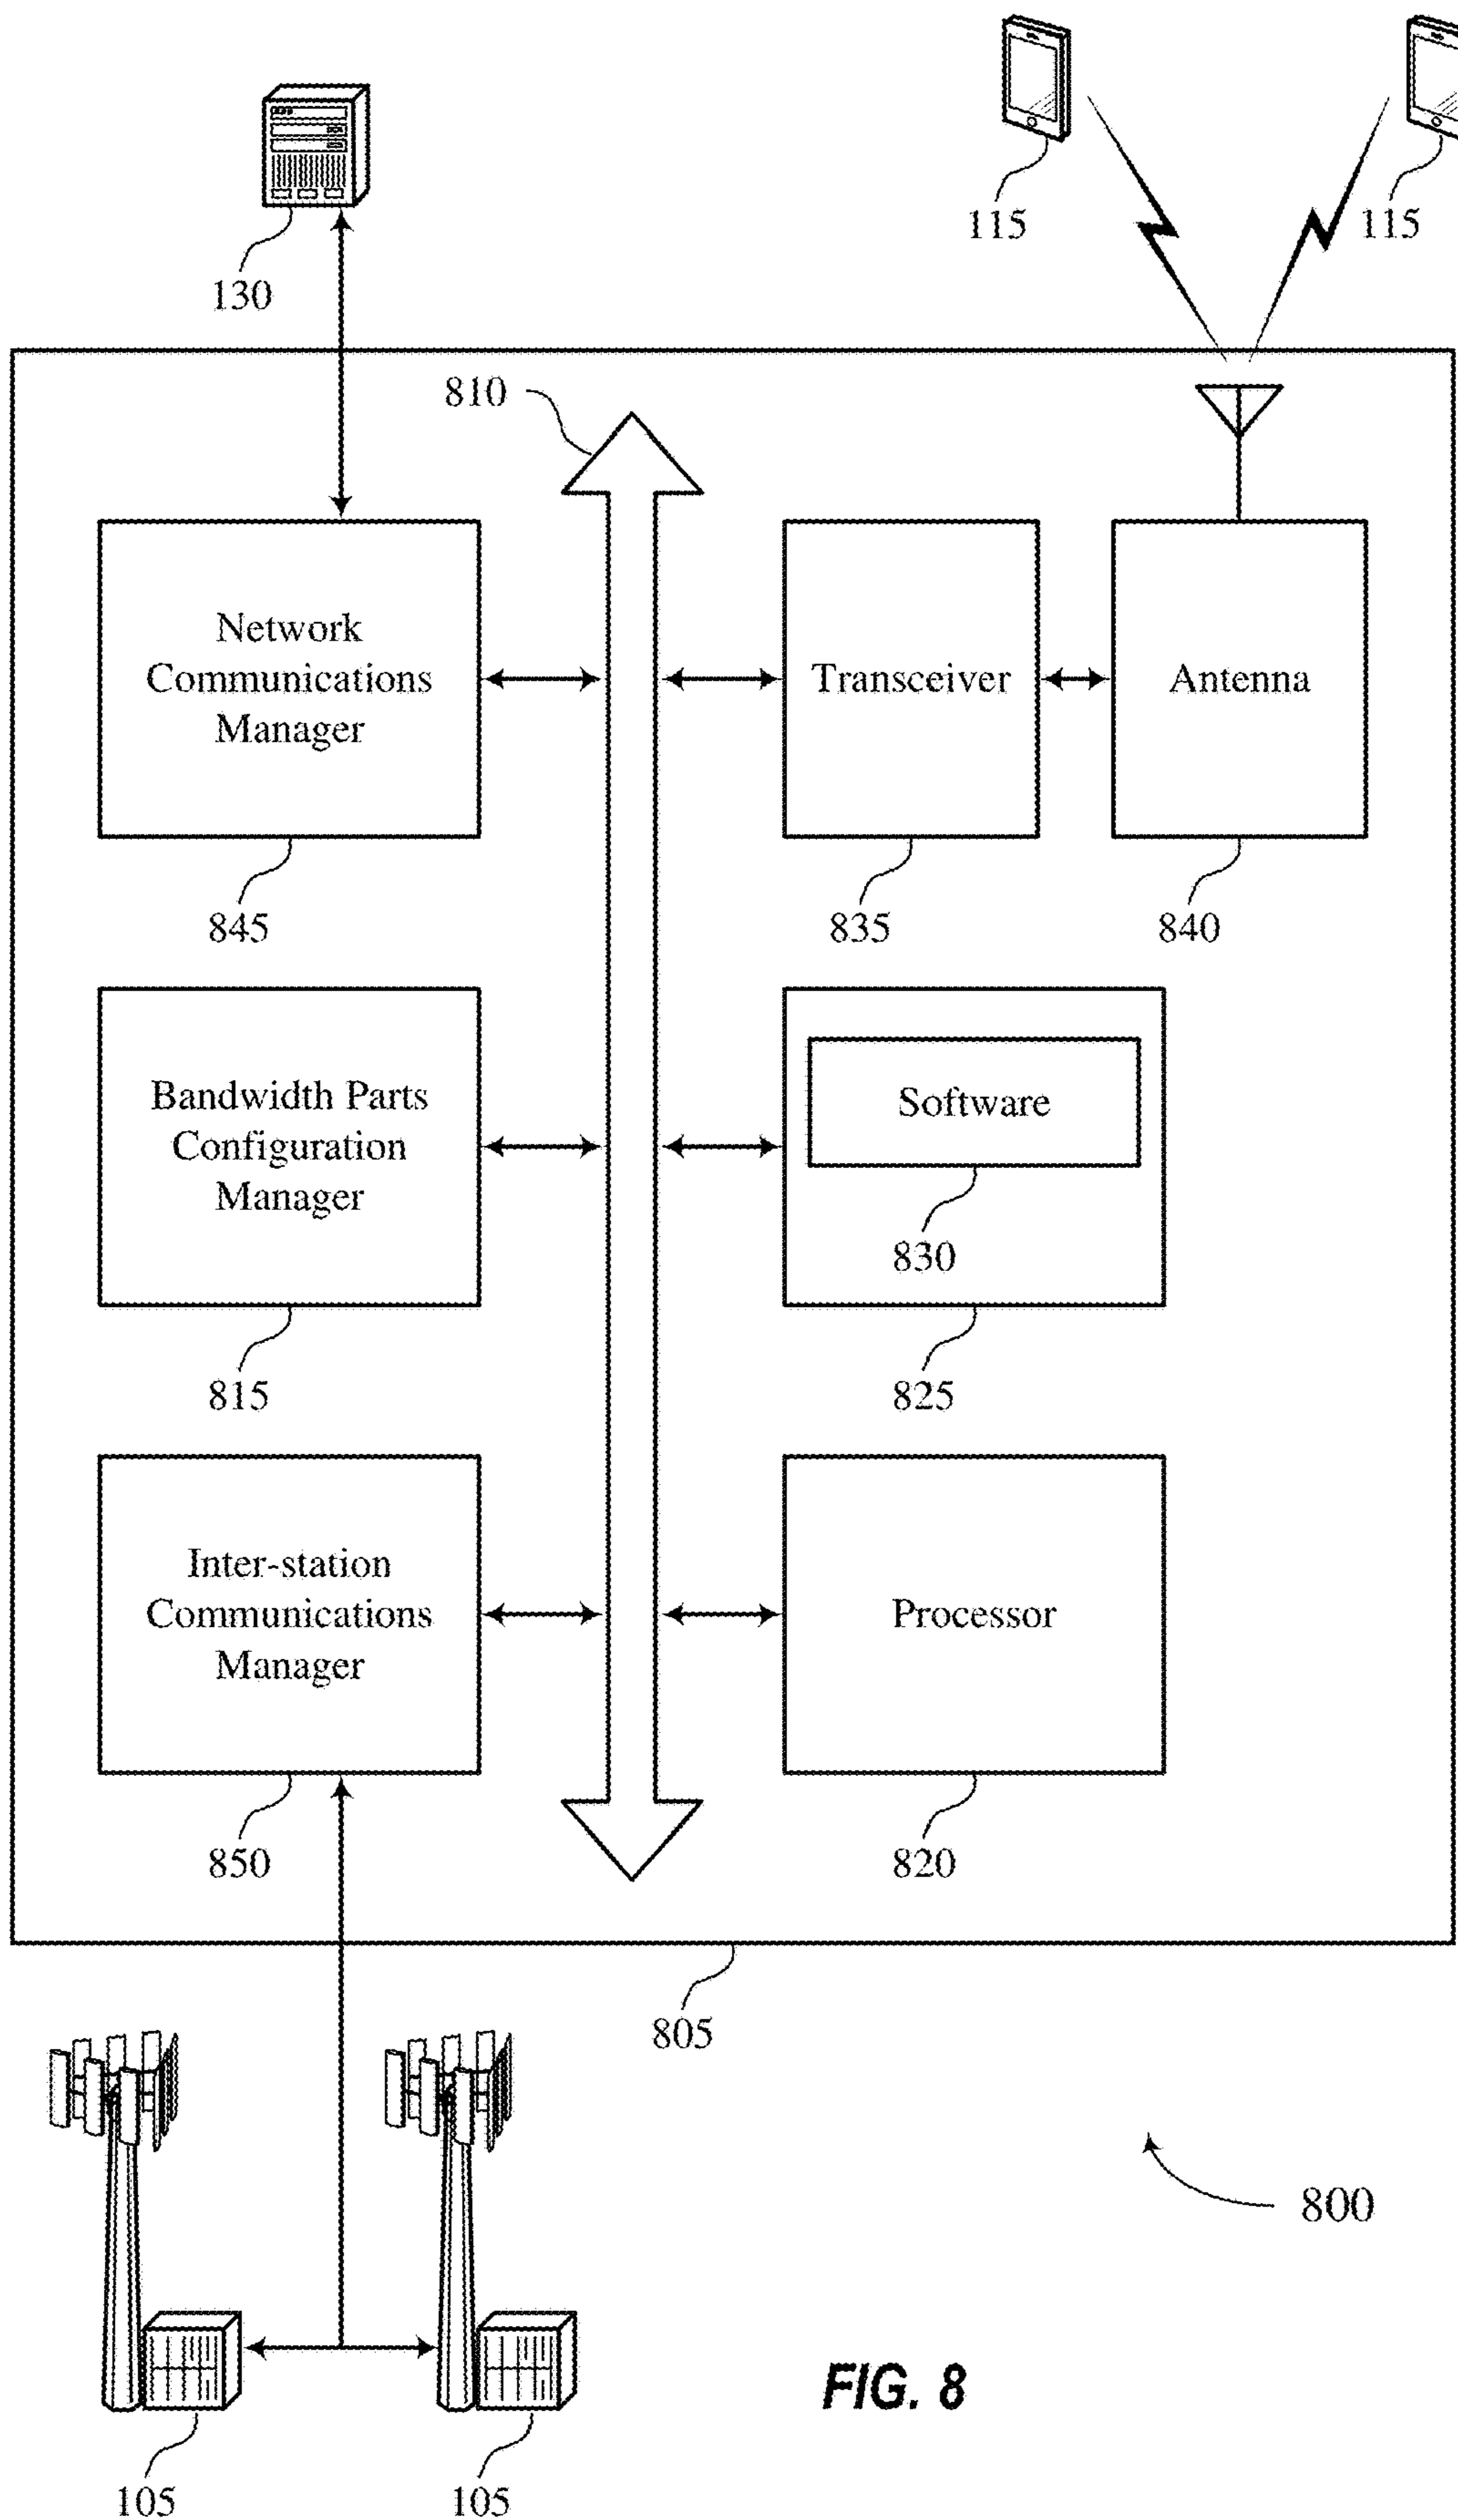 115
115
130
810
Network
Communications
Manager
Transceiver
Antenna
845
835
840
Bandwidth Parts
Configuration
Manager
Software
830
815
825
Inter-station
Communications
Manager
Processor
850
820
805
800
FIG. 8
105
105